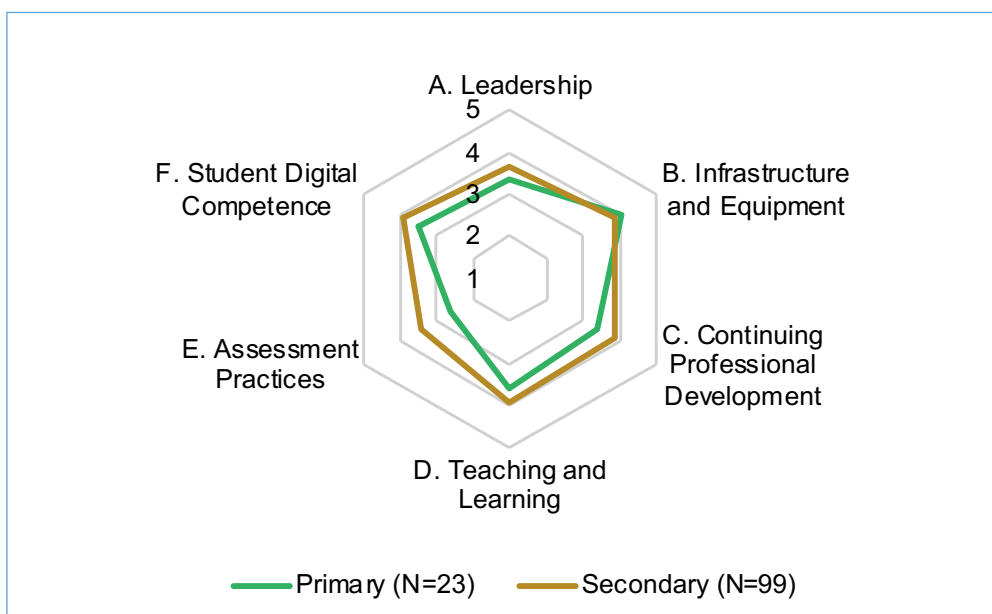 A. Leadership
5
4
3
2
1
B. Infrastructure
and Equipment
C. Continuing
Professional
Development
D. Teaching and
Learning
E. Assessment
Practices
F. Student Digital
Competence
Primary (N=23)
Secondary (N=99)